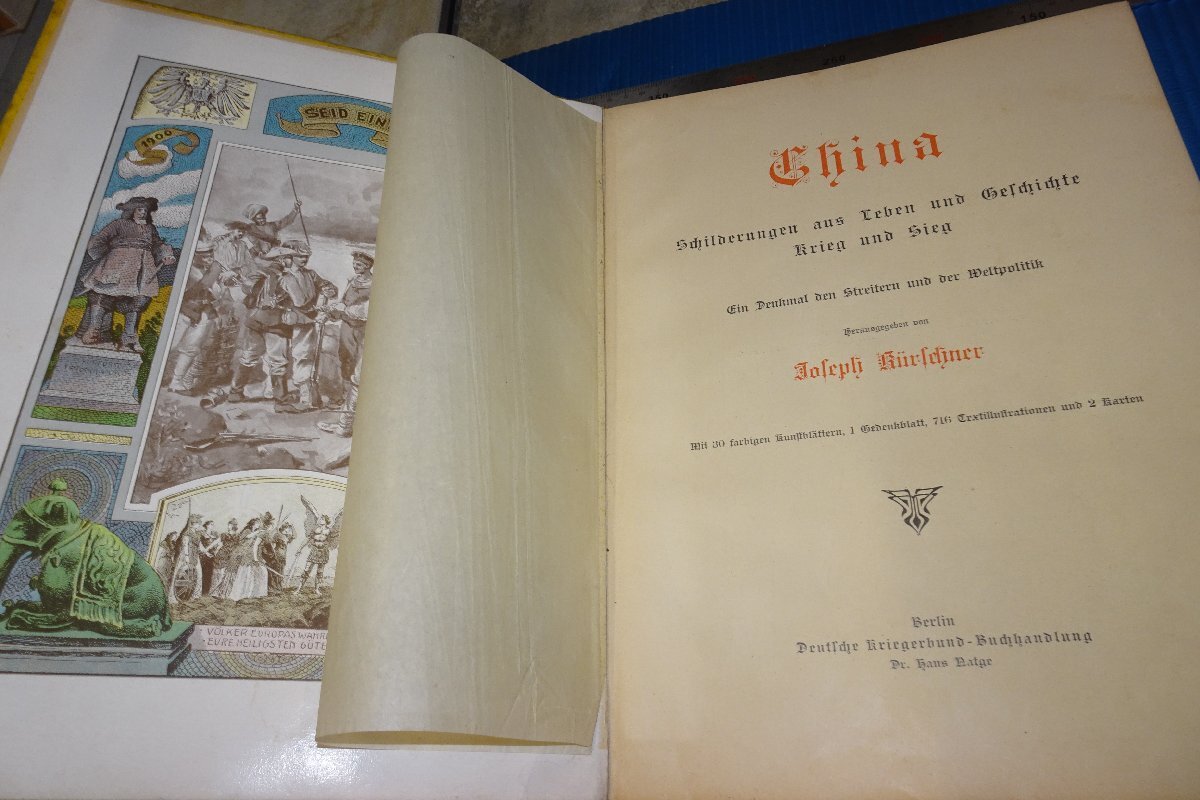 1900
SEID EINI
VÖLKER EUROPAS WAHR
EURE HEILIGSTEN GÜTE
China
Schilderungen aus Leben und Geschichte
Krieg und Sieg
Ein Denkmal den Streitern und der Weltpolitik
Herausgegeben von
Joseph Kürschner
Mit 30 farbigen Kunstblättern, 1 Gedenkblatt, 716 Textillustrationen und 2 Karten
Berlin
Deutsche Kriegerbund-Buchhandlung
Dr. Hans Natge